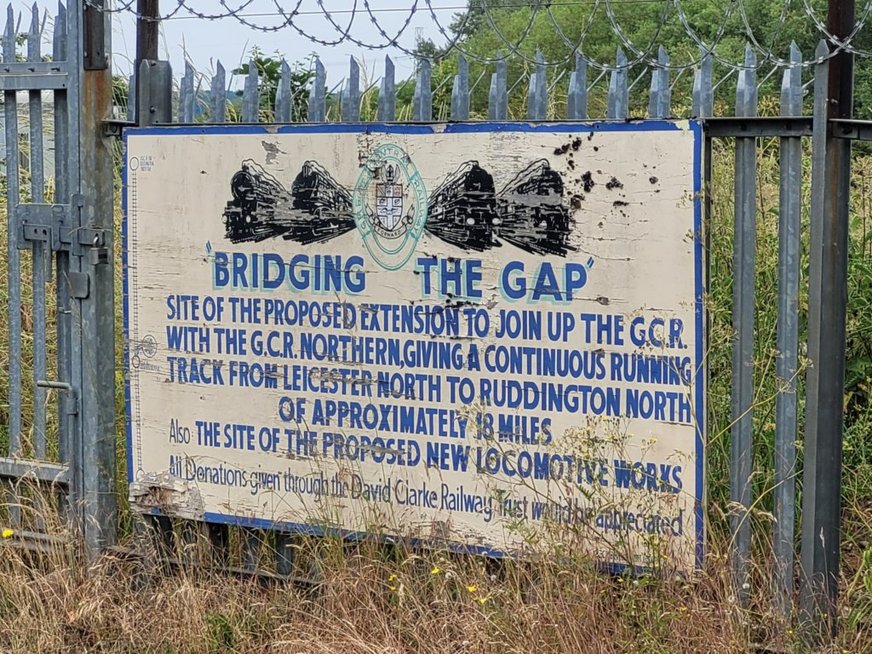 "BRIDGING THE GAP"
SITE OF THE PROPOSED EXTENSION TO JOIN UP THE G.C.R.
WITH THE G.C.R. NORTHERN, GIVING A CONTINUOUS RUNNING
TRACK FROM LEICESTER NORTH TO RUDDINGTON NORTH
OF APPROXIMATELY 18 MILES
Also THE SITE OF THE PROPOSED NEW LOCOMOTIVE WORKS
All Donations given through the David Clarke Railway Trust would be appreciated